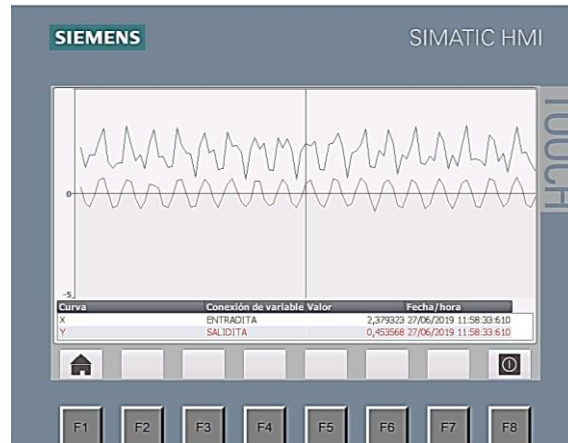 SIEMENS
SIMATIC HMI
TOUCH
0
-5
Curva Conexión de variable Valor Fecha/hora
X ENTRADITA 2,379323 27/06/2019 11:58:33:610
Y SALIDITA 0,453568 27/06/2019 11:58:33:610
F1 F2 F3 F4 F5 F6 F7 F8